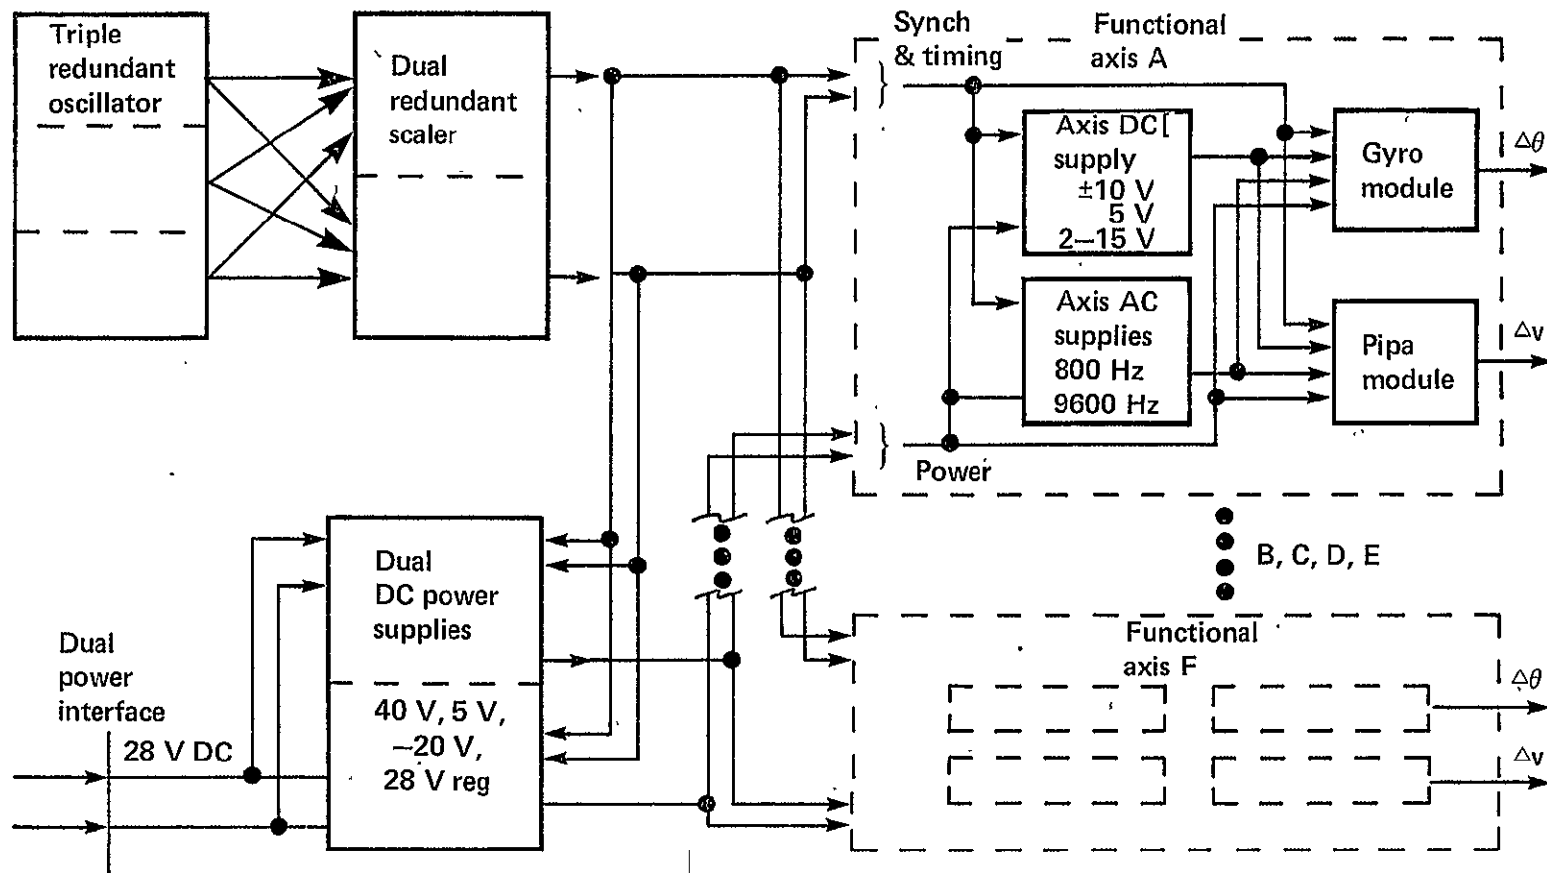 Triple
redundant
oscillator
Dual
redundant
scaler
Synch
& timing
Functional
axis A
Axis DC[
supply
±10 V
5 V
2–15 V
Gyro
module
Δθ
Axis AC
supplies
800 Hz
9600 Hz
Pipa
module
Δv
Power
B, C, D, E
Dual
DC power
supplies
40 V, 5 V,
–20 V,
28 V reg
Dual
power
interface
28 V DC
Functional
axis F
Δθ
Δv